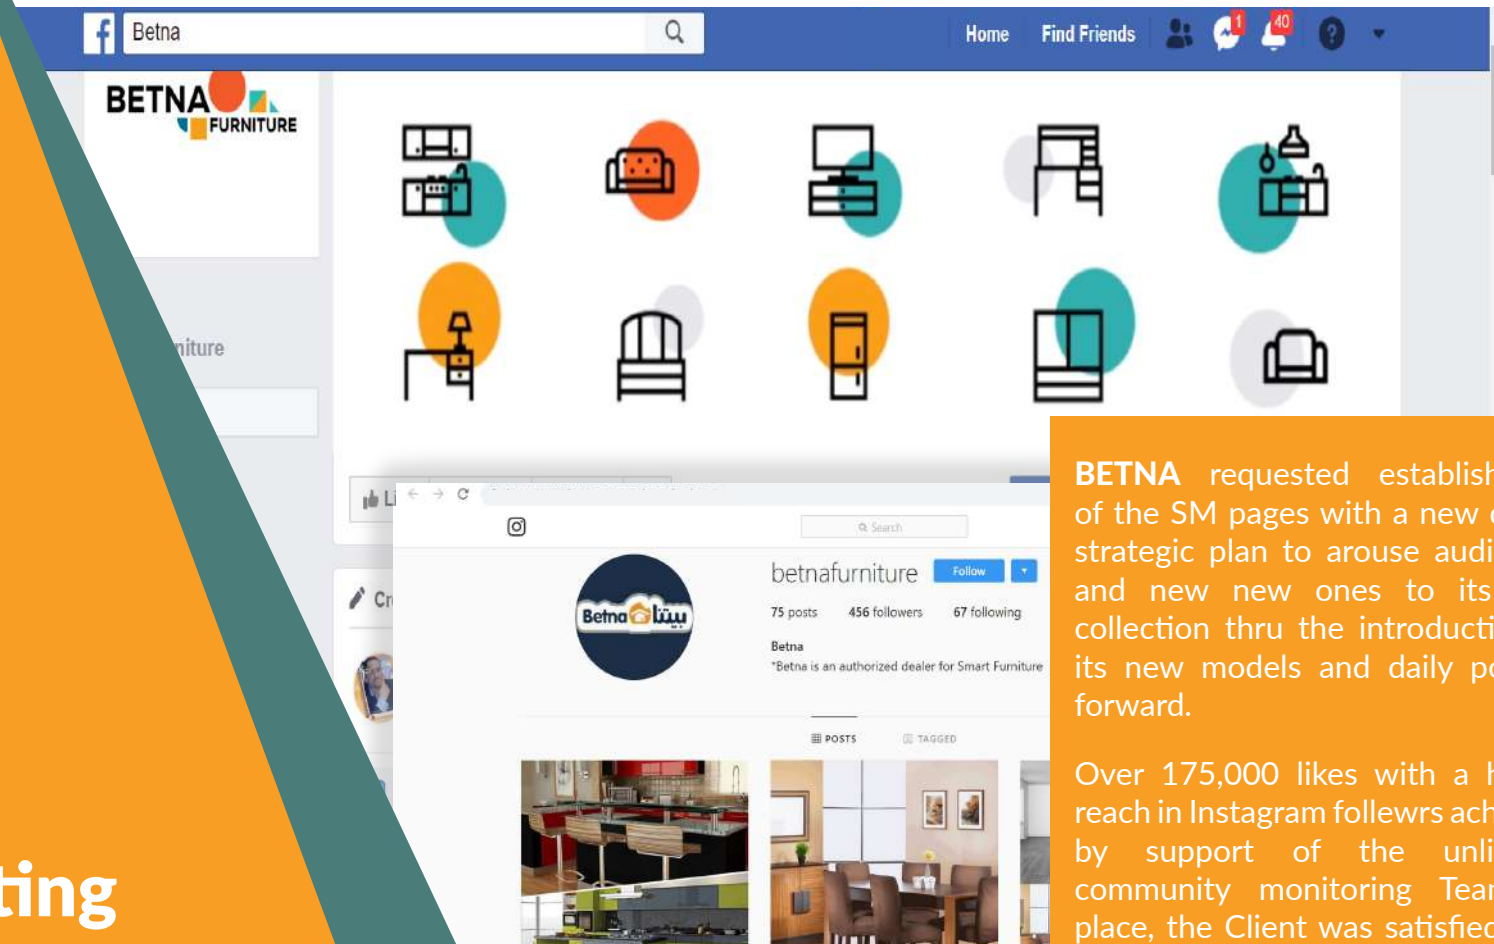 Betna
Home Find Friends 1 40
BETNA
FURNITURE
niture
Li
Search
betnafurniture Follow
75 posts 456 followers 67 following
Betna
"Betna is an authorized dealer for Smart Furniture
Betna بيتنا
POSTS TAGGED
Cr
BETNA requested establish
of the SM pages with a new
strategic plan to arouse audi
and new new ones to its
collection thru the introducti
its new models and daily po
forward.
Over 175,000 likes with a h
reach in Instagram follewrs ach
by support of the unli
community monitoring Tea
place, the Client was satisfied
ting